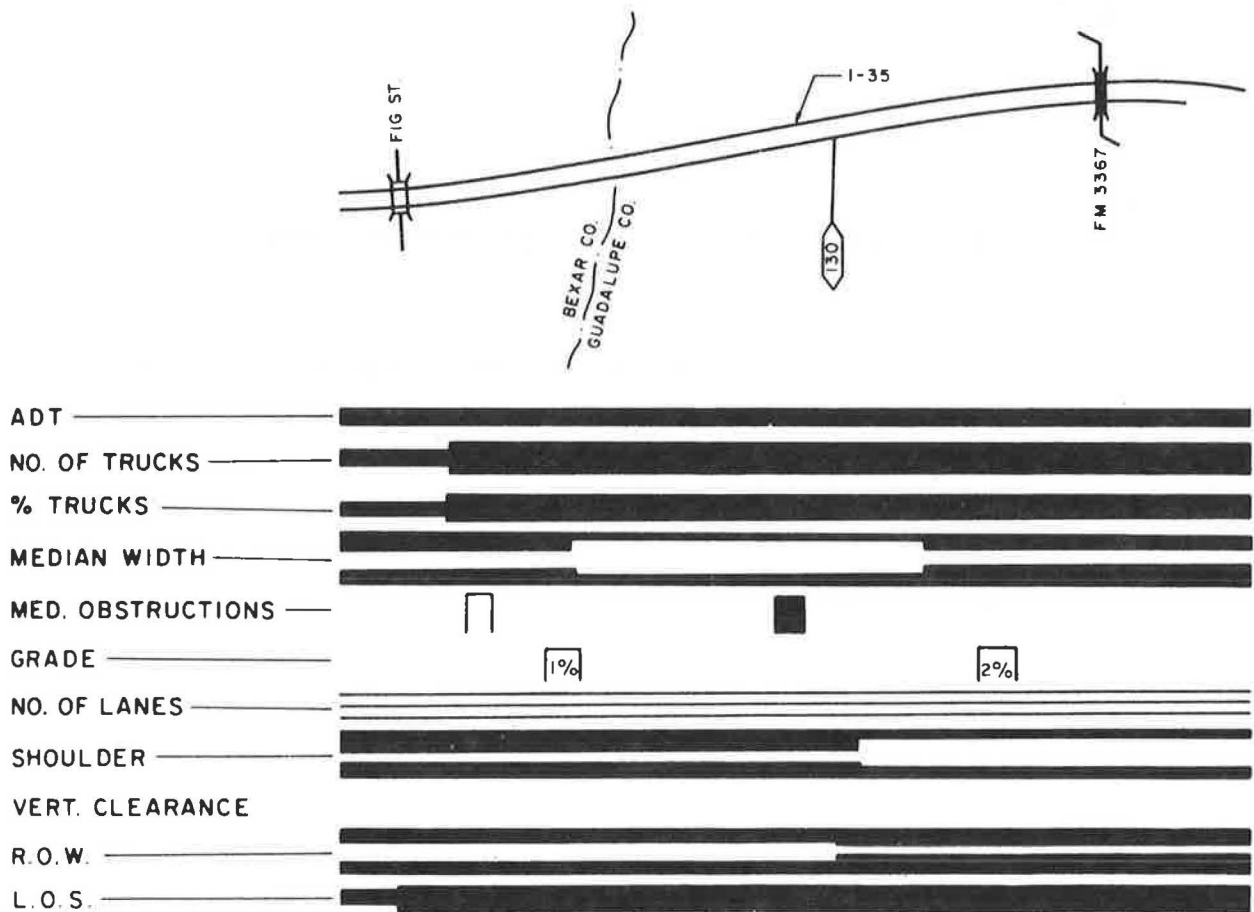 I-35
FIG ST.
FM 3367
130
BEXAR CO.
GUADALUPE CO.
ADT
NO. OF TRUCKS
% TRUCKS
MEDIAN WIDTH
MED. OBSTRUCTIONS
GRADE
1%
2%
NO. OF LANES
SHOULDER
VERT. CLEARANCE
R.O.W.
L.O.S.